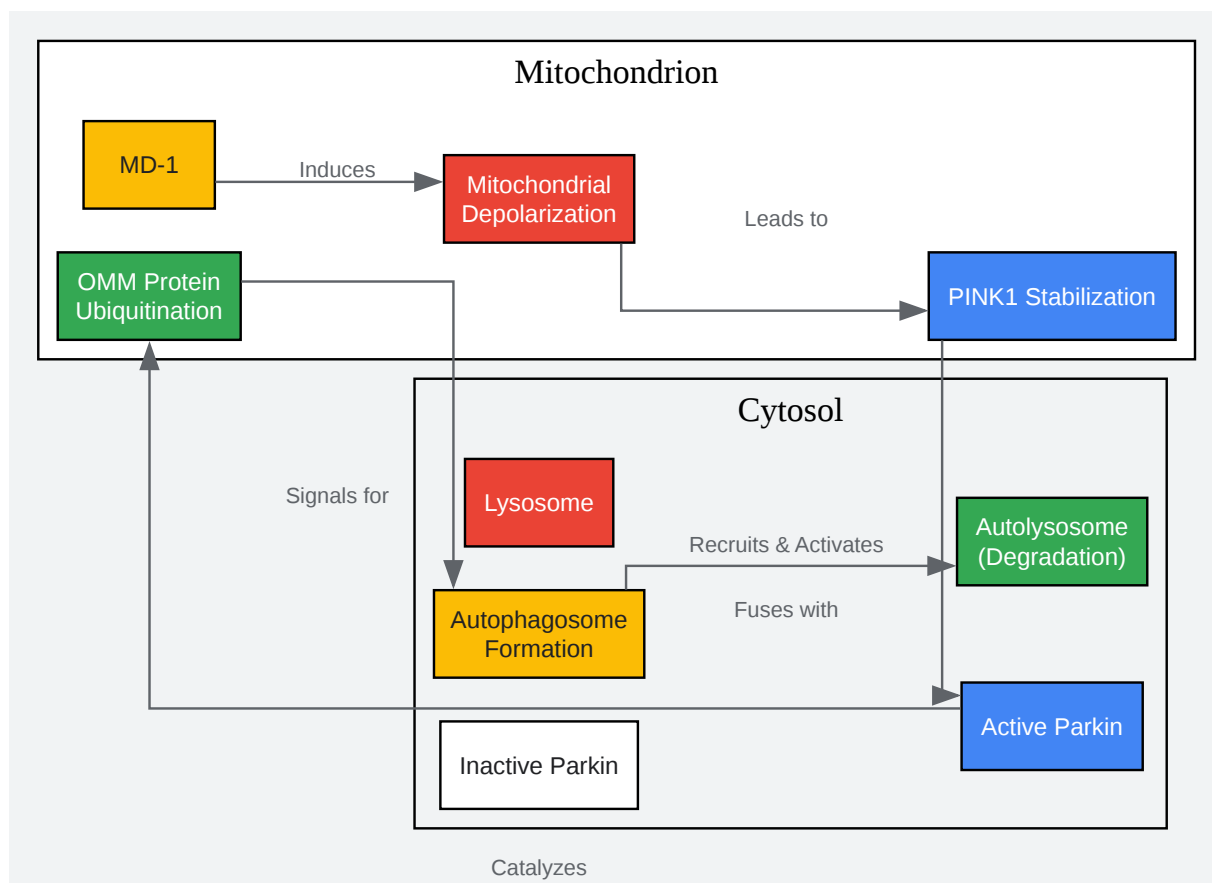 Mitochondrion
MD-1
Induces
Mitochondrial
Depolarization
Leads to
OMM Protein
Ubiquitination
PINK1 Stabilization
Cytosol
Signals for
Lysosome
Recruits & Activates
Autolysosome
(Degradation)
Autophagosome
Formation
Fuses with
Active Parkin
Inactive Parkin
Catalyzes